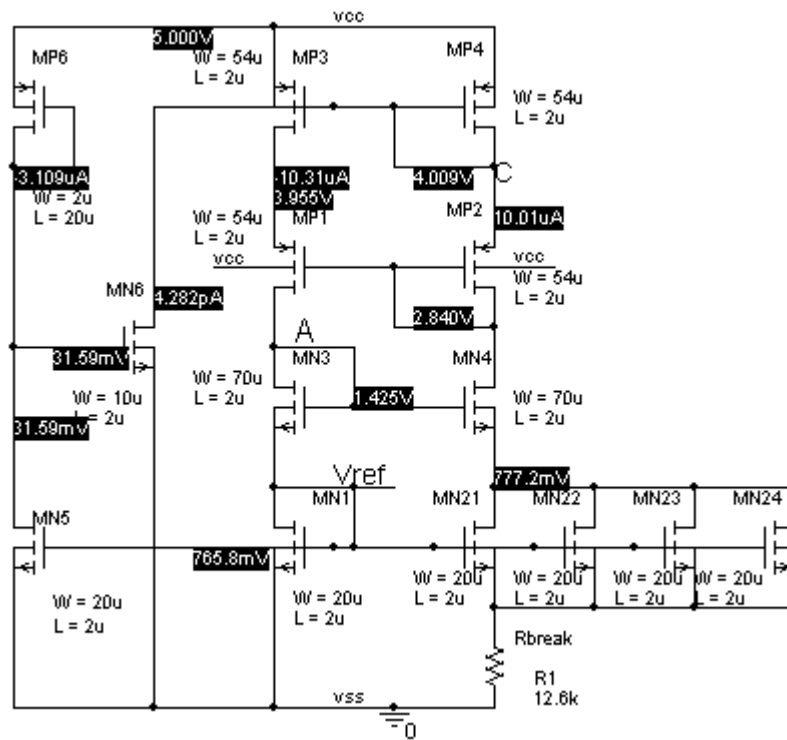 vcc
5.000V
MP6
MP3
MP4
W = 54u
L = 2u
W = 54u
L = 2u
-3.109uA
-10.31uA
4.009V
C
3.955V
W = 2u
L = 20u
W = 54u
L = 2u
MP1
MP2
10.01uA
vcc
vcc
W = 54u
L = 2u
MN6
4.282pA
2.840V
A
31.59mV
MN3
MN4
W = 70u
L = 2u
1.425V
W = 70u
L = 2u
W = 10u
L = 2u
31.59mV
Vref
777.2mV
MN5
MN1
MN21
MN22
MN23
MN24
765.8mV
W = 20u
L = 2u
W = 20u
L = 2u
W = 20u
L = 2u
W = 20u
L = 2u
W = 20u
L = 2u
Rbreak
R1
12.6k
vss
0